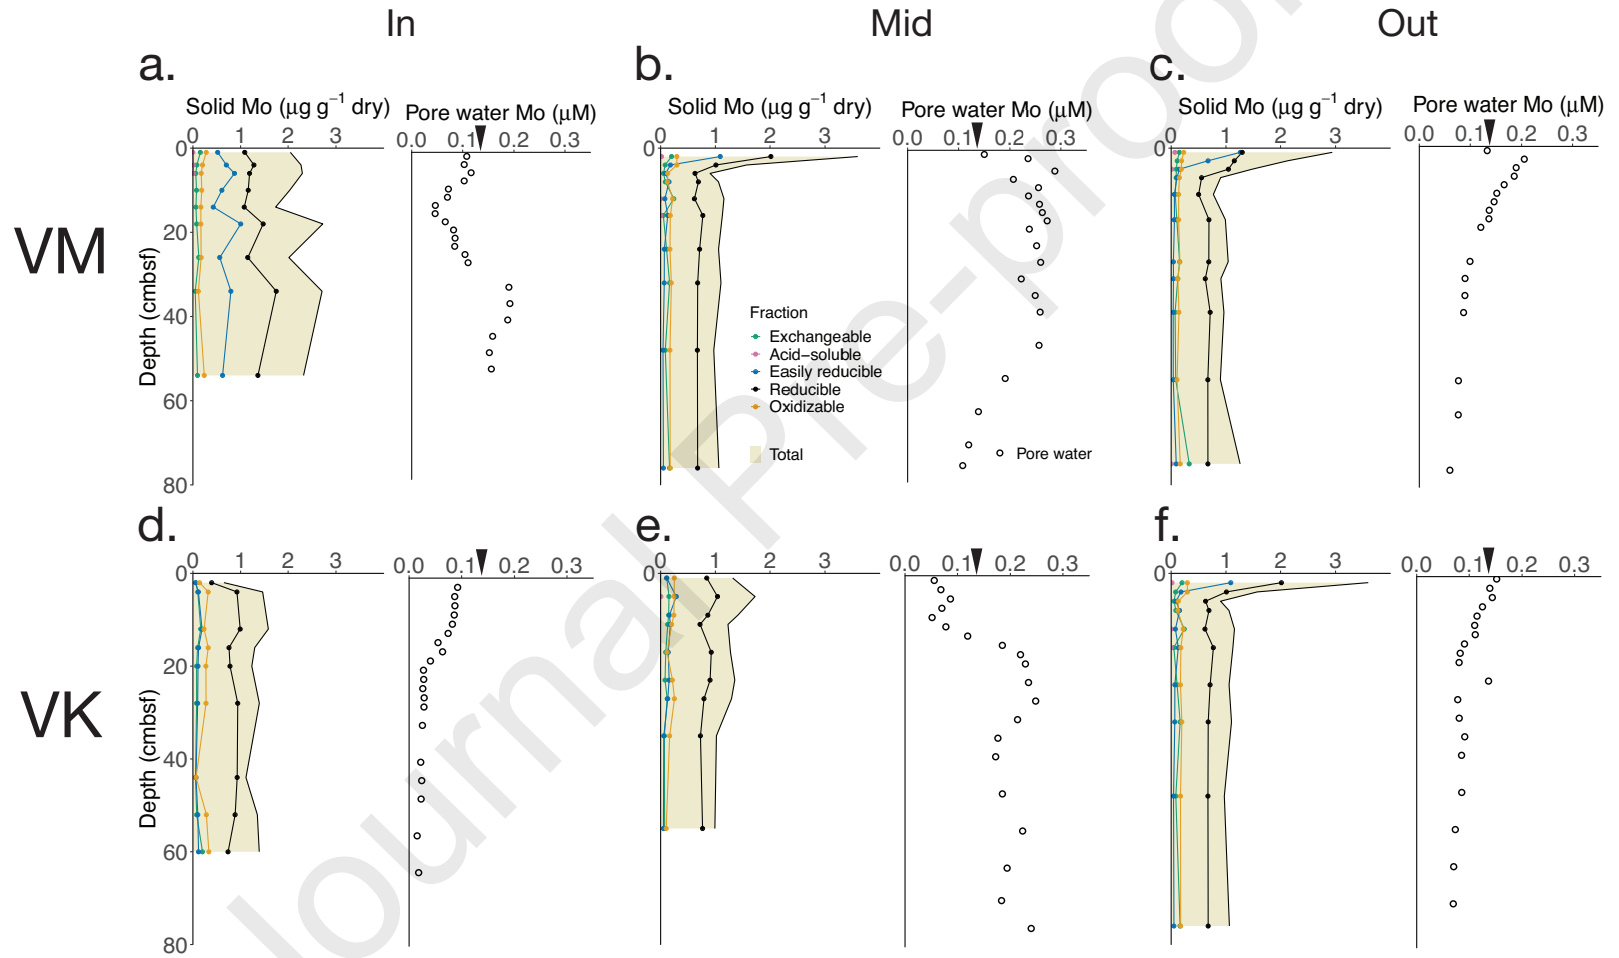 In Mid Out
a. b. c.
Solid Mo (μg g⁻¹ dry) Pore water Mo (μM) Solid Mo (μg g⁻¹ dry) Pore water Mo (μM) Solid Mo (μg g⁻¹ dry) Pore water Mo (μM)
0 1 2 3 0.0 0.1 0.2 0.3 0 1 2 3 0.0 0.1 0.2 0.3 0 1 2 3 0.0 0.1 0.2 0.3
0 0 0
20
VM
40
60
80
Depth (cmbsf)
Fraction
Exchangeable
Acid−soluble
Easily reducible
Reducible
Oxidizable
Total
Pore water
d. e. f.
0 1 2 3 0.0 0.1 0.2 0.3 0 1 2 3 0.0 0.1 0.2 0.3 0 1 2 3 0.0 0.1 0.2 0.3
0 0 0
20
VK
40
60
80
Depth (cmbsf)
Journal Pre-proof